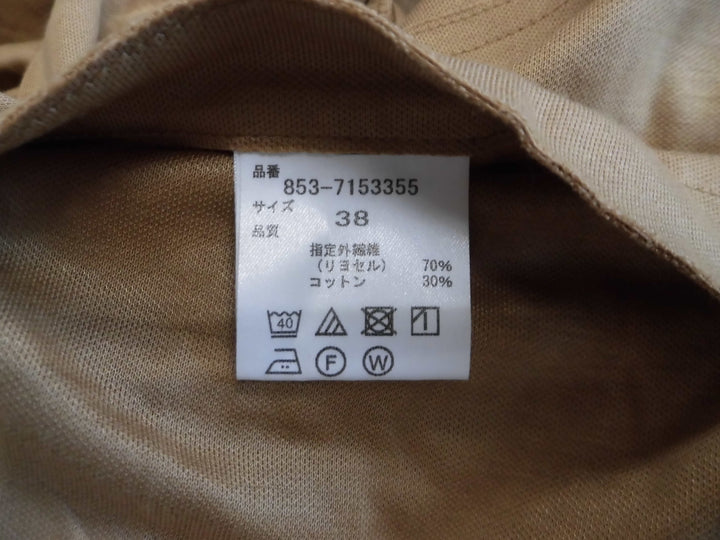 品番
853-7153355
サイズ
38
品質
指定外繊維
(リヨセル) 70%
コットン 30%
40
F W